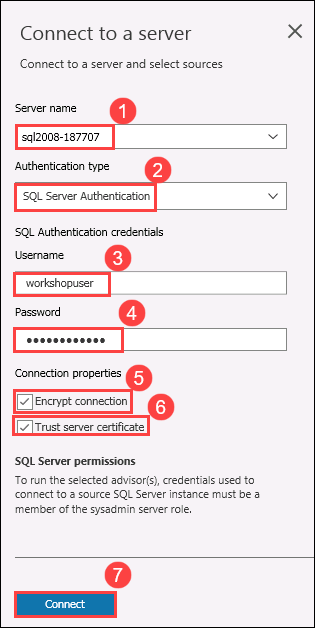 Connect to a server
Connect to a server and select sources
Server name
1
sql2008-187707
Authentication type
2
SQL Server Authentication
SQL Authentication credentials
Username
3
workshopuser
Password
4
●●●●●●●●●●●●
Connection properties
5
Encrypt connection
6
Trust server certificate
SQL Server permissions
To run the selected advisor(s), credentials used to
connect to a source SQL Server instance must be a
member of the sysadmin server role.
7
Connect